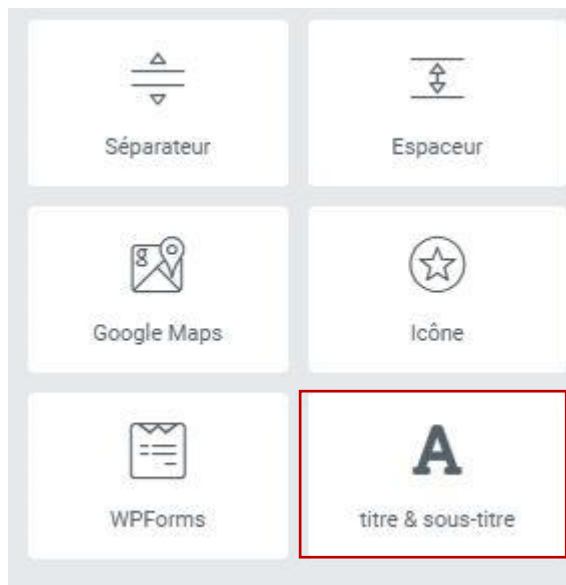 Séparateur
Espaceur
g
Google Maps
Icône
WPForms
A
titre & sous-titre